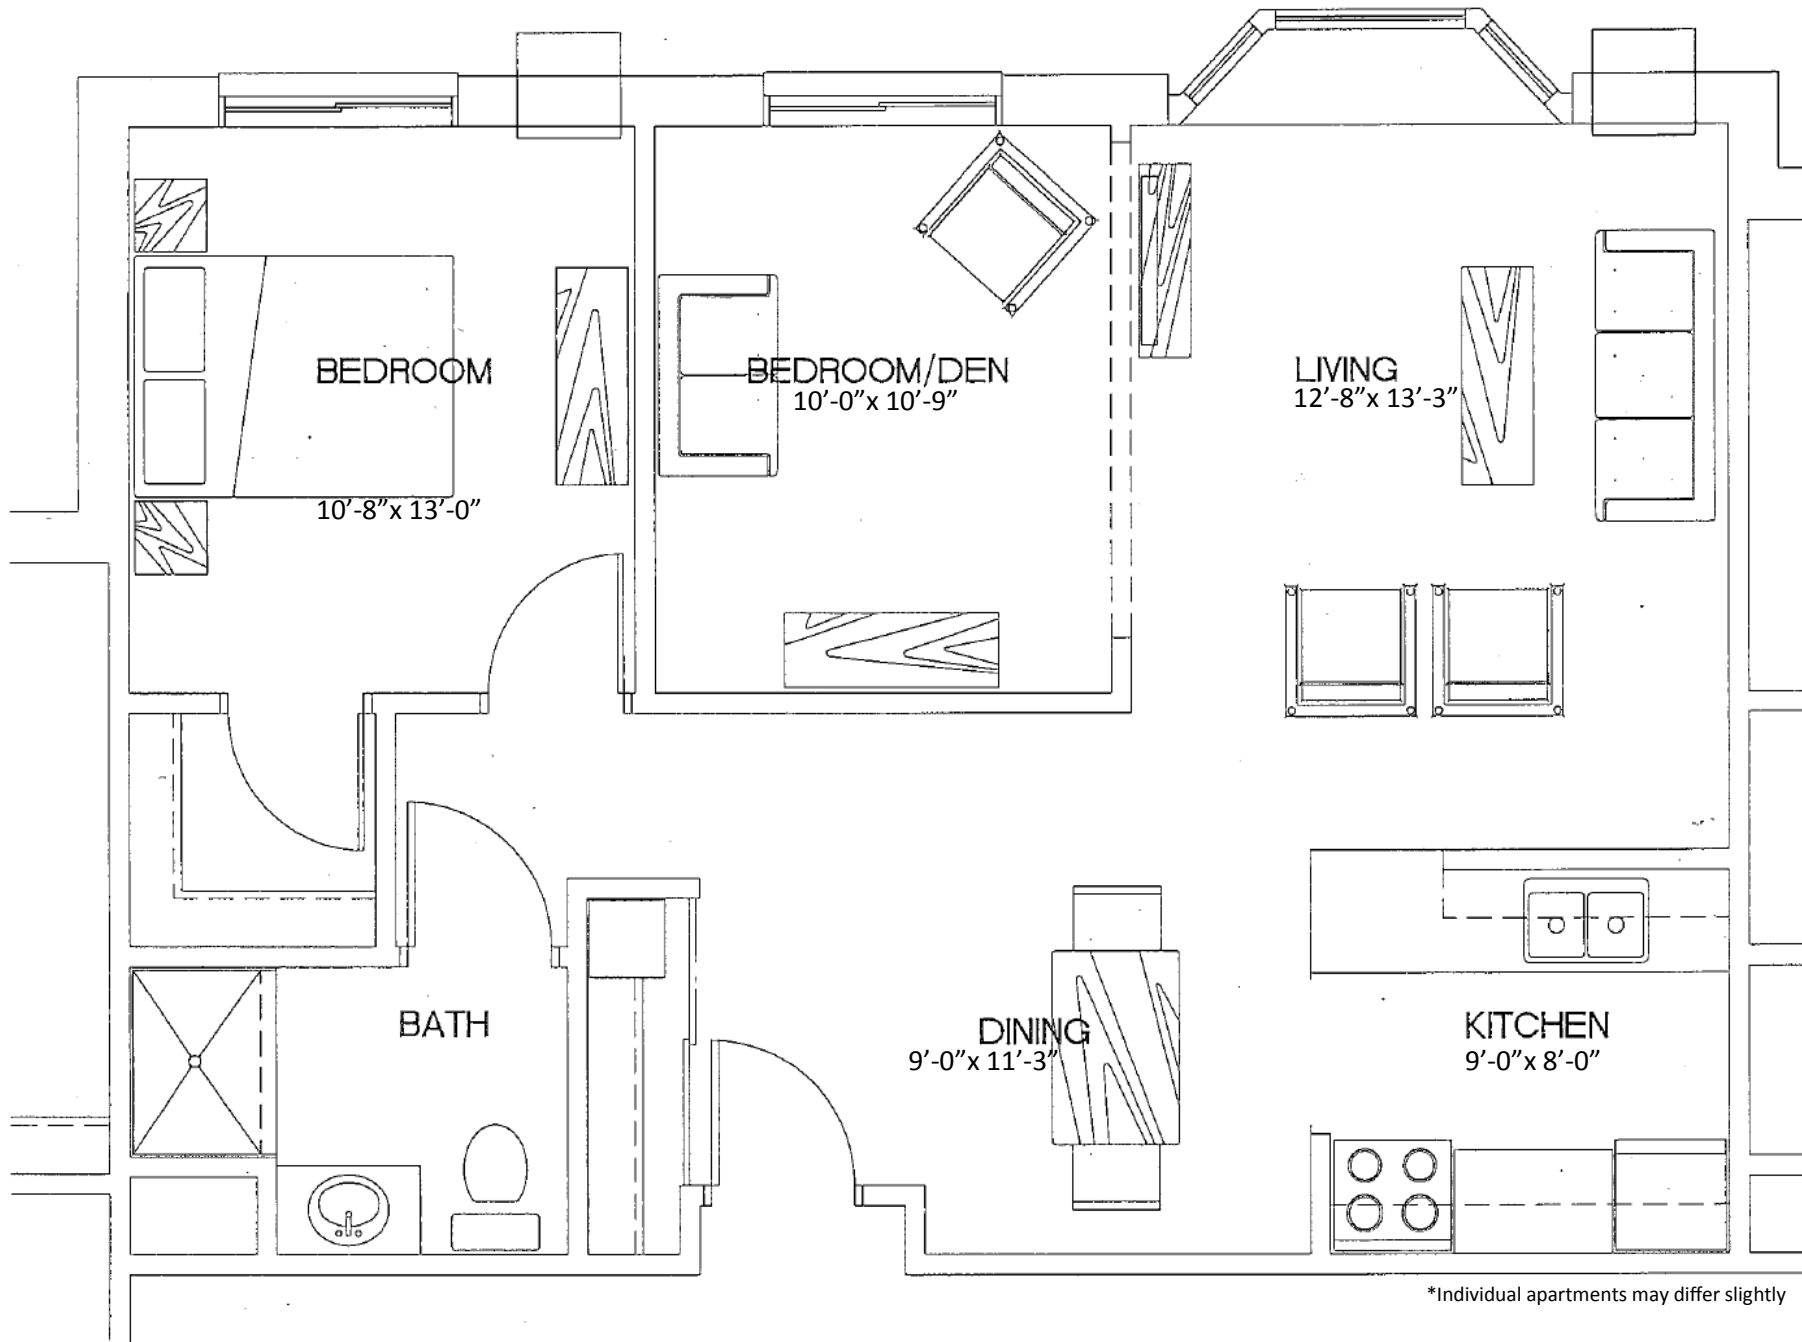 BEDROOM
10’-8”x 13’-0”
BEDROOM/DEN
10’-0”x 10’-9”
LIVING
12’-8”x 13’-3”
BATH
DINING
9’-0”x 11’-3”
KITCHEN
9’-0”x 8’-0”
*Individual apartments may differ slightly